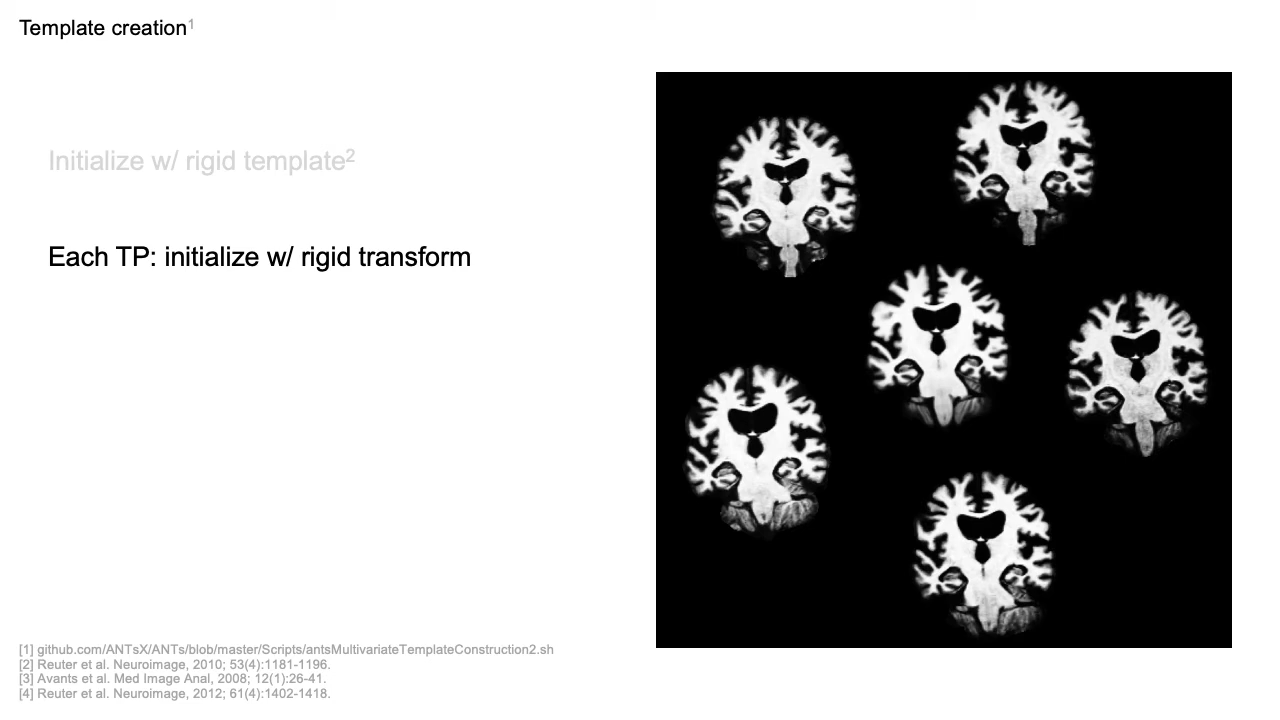 Template creation¹
Initialize w/ rigid template²
Each TP: initialize w/ rigid transform
[1] github.com/ANTsX/ANTs/blob/master/Scripts/antsMultivariateTemplateConstruction2.sh
[2] Reuter et al. Neuroimage, 2010; 53(4):1181-1196.
[3] Avants et al. Med Image Anal, 2008; 12(1):26-41.
[4] Reuter et al. Neuroimage, 2012; 61(4):1402-1418.